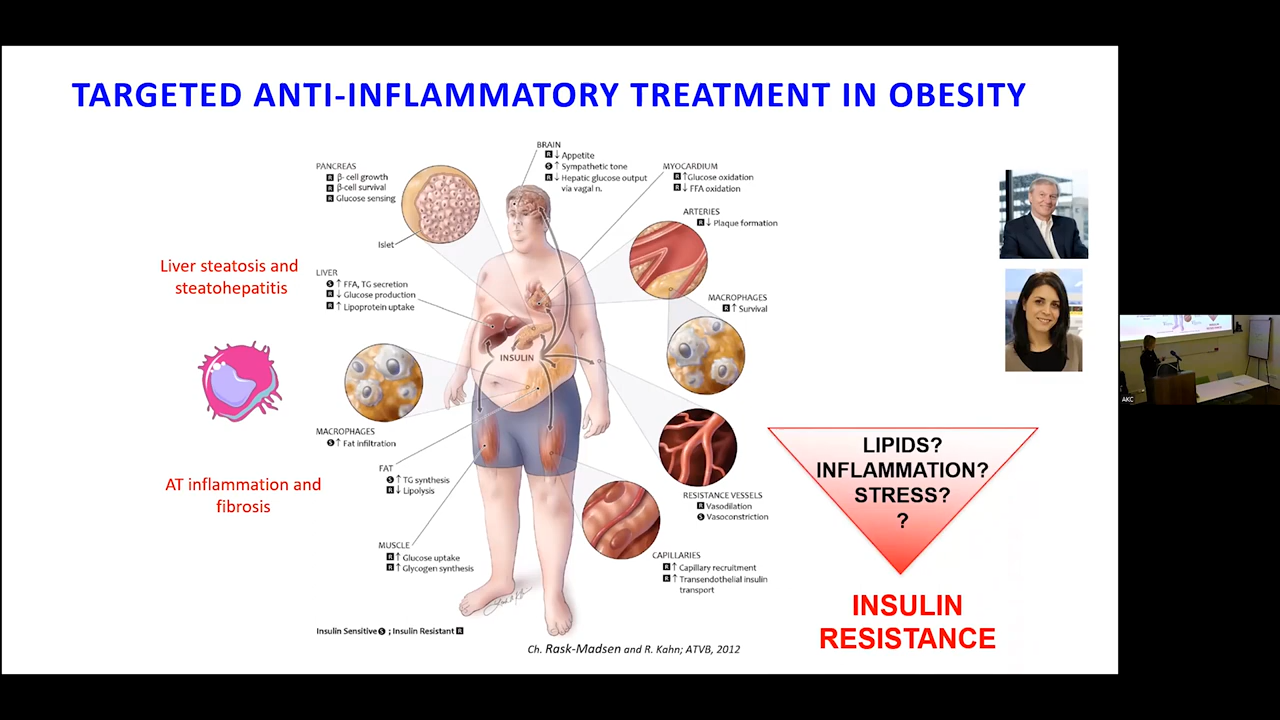 TARGETED ANTI-INFLAMMATORY TREATMENT IN OBESITY
BRAIN
R ↓ Appetite
S ↑ Sympathetic tone
R ↓ Hepatic glucose output
via vagal n.
PANCREAS
R β- cell growth
R β-cell survival
R Glucose sensing
Islet
MYOCARDIUM
R ↑ Glucose oxidation
R ↓ FFA oxidation
ARTERIES
R ↓ Plaque formation
Liver steatosis and
steatohepatitis
LIVER
S ↑ FFA, TG secretion
R ↓ Glucose production
R ↑ Lipoprotein uptake
MACROPHAGES
R ↑ Survival
INSULIN
MACROPHAGES
S ↑ Fat infiltration
FAT
S ↑ TG synthesis
R ↓ Lipolysis
AT inflammation and
fibrosis
RESISTANCE VESSELS
R Vasodilation
S Vasoconstriction
MUSCLE
R ↑ Glucose uptake
R ↑ Glycogen synthesis
CAPILLARIES
R ↑ Capillary recruitment
R ↑ Transendothelial insulin
transport
Insulin Sensitive S ; Insulin Resistant R
Ch. Rask-Madsen and R. Kahn; ATVB, 2012
LIPIDS?
INFLAMMATION?
STRESS?
?
INSULIN
RESISTANCE
AKC